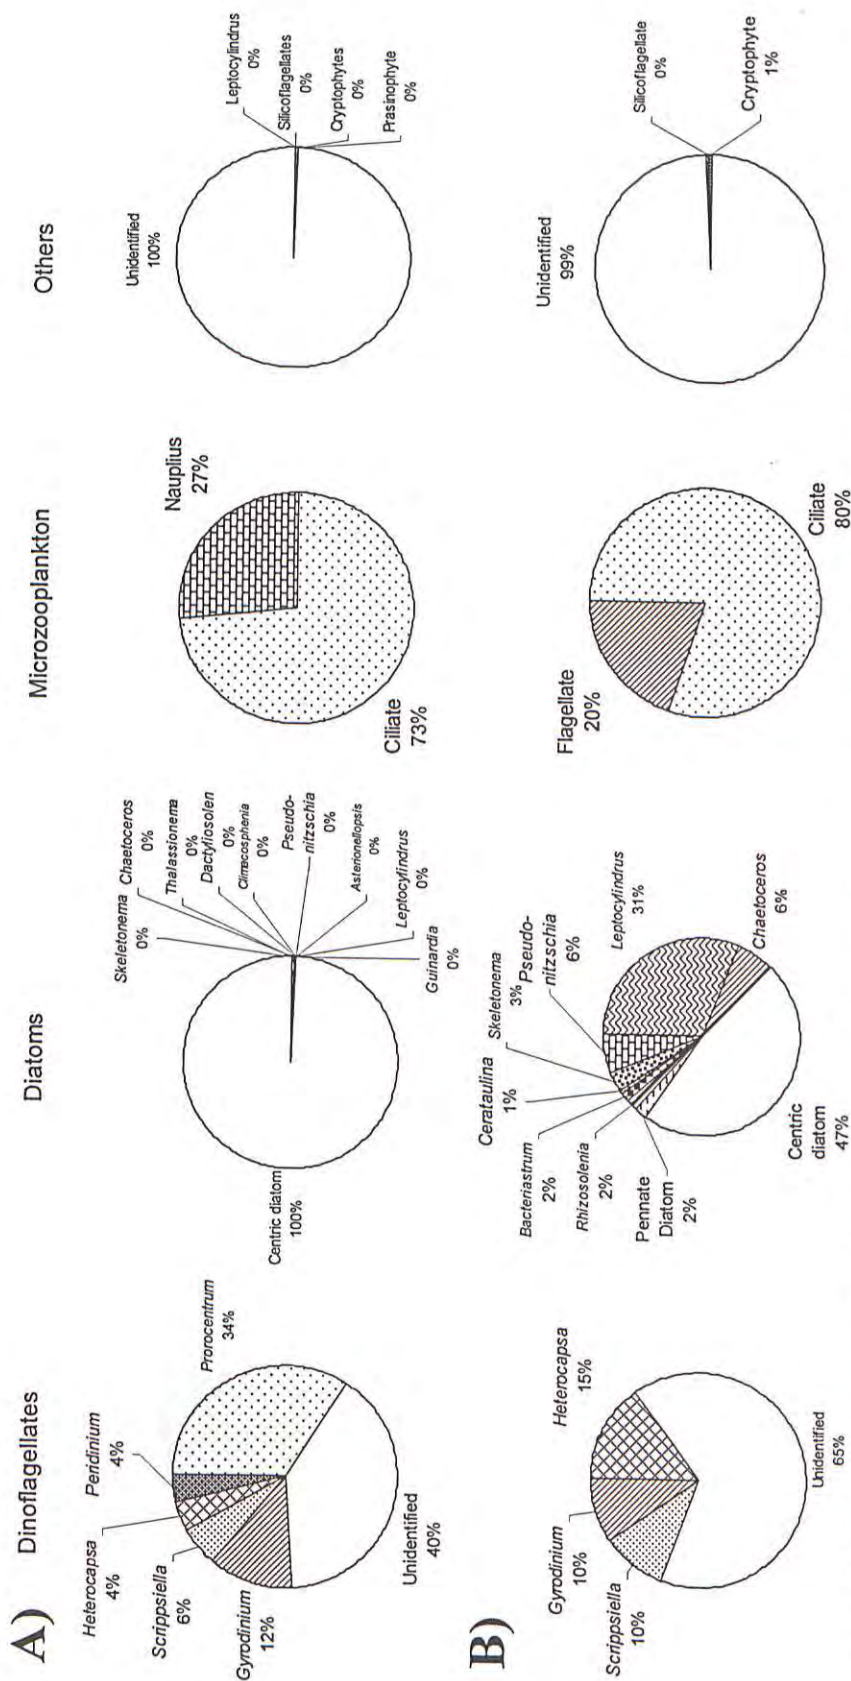 A)
Dinoflagellates
Diatoms
Microzooplankton
Others
Peridinium
4%
Heterocapsa
4%
Scrippsiella
6%
Gyrodinium
12%
Prorocentrum
34%
Unidentified
40%
Skeletonema
0%
Chaetoceros
0%
Thalassionema
0%
Dactyliosolen
0%
Climacosphenia
0%
Pseudo-
nitzschia
0%
Asterionellopsis
0%
Leptocylindrus
0%
Guinardia
0%
Centric diatom
100%
Nauplius
27%
Ciliate
73%
Unidentified
100%
Leptocylindrus
0%
Silicoflagellates
0%
Cryptophytes
0%
Prasinophyte
0%
B)
Heterocapsa
15%
Gyrodinium
10%
Scrippsiella
10%
Unidentified
65%
Skeletonema
3%
Pseudo-
nitzschia
6%
Cerataulina
1%
Bacteriastrum
2%
Rhizosolenia
2%
Pennate
Diatom
2%
Leptocylindrus
31%
Chaetoceros
6%
Centric
diatom
47%
Flagellate
20%
Ciliate
80%
Unidentified
99%
Silicoflagellate
0%
Cryptophyte
1%